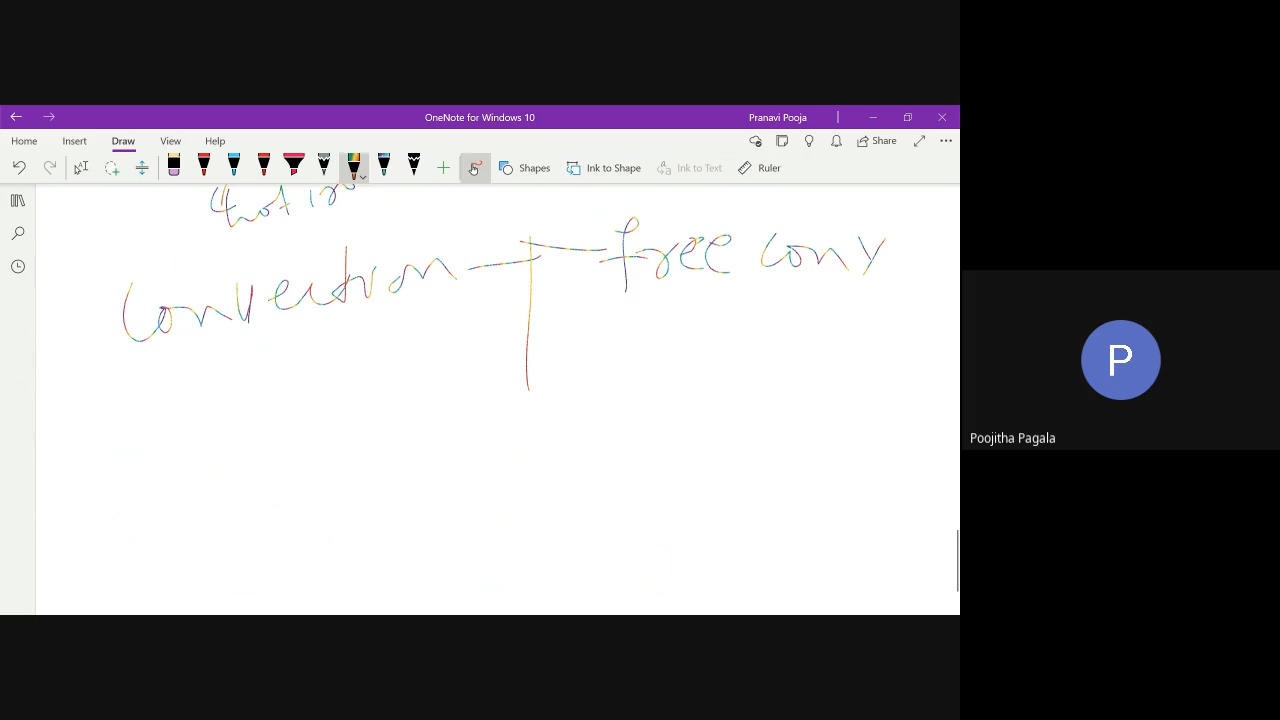 OneNote for Windows 10
Pranavi Pooja
Home Insert Draw View Help
Share
Shapes Ink to Shape Ink to Text Ruler
Convection free conv
P
Poojitha Pagala